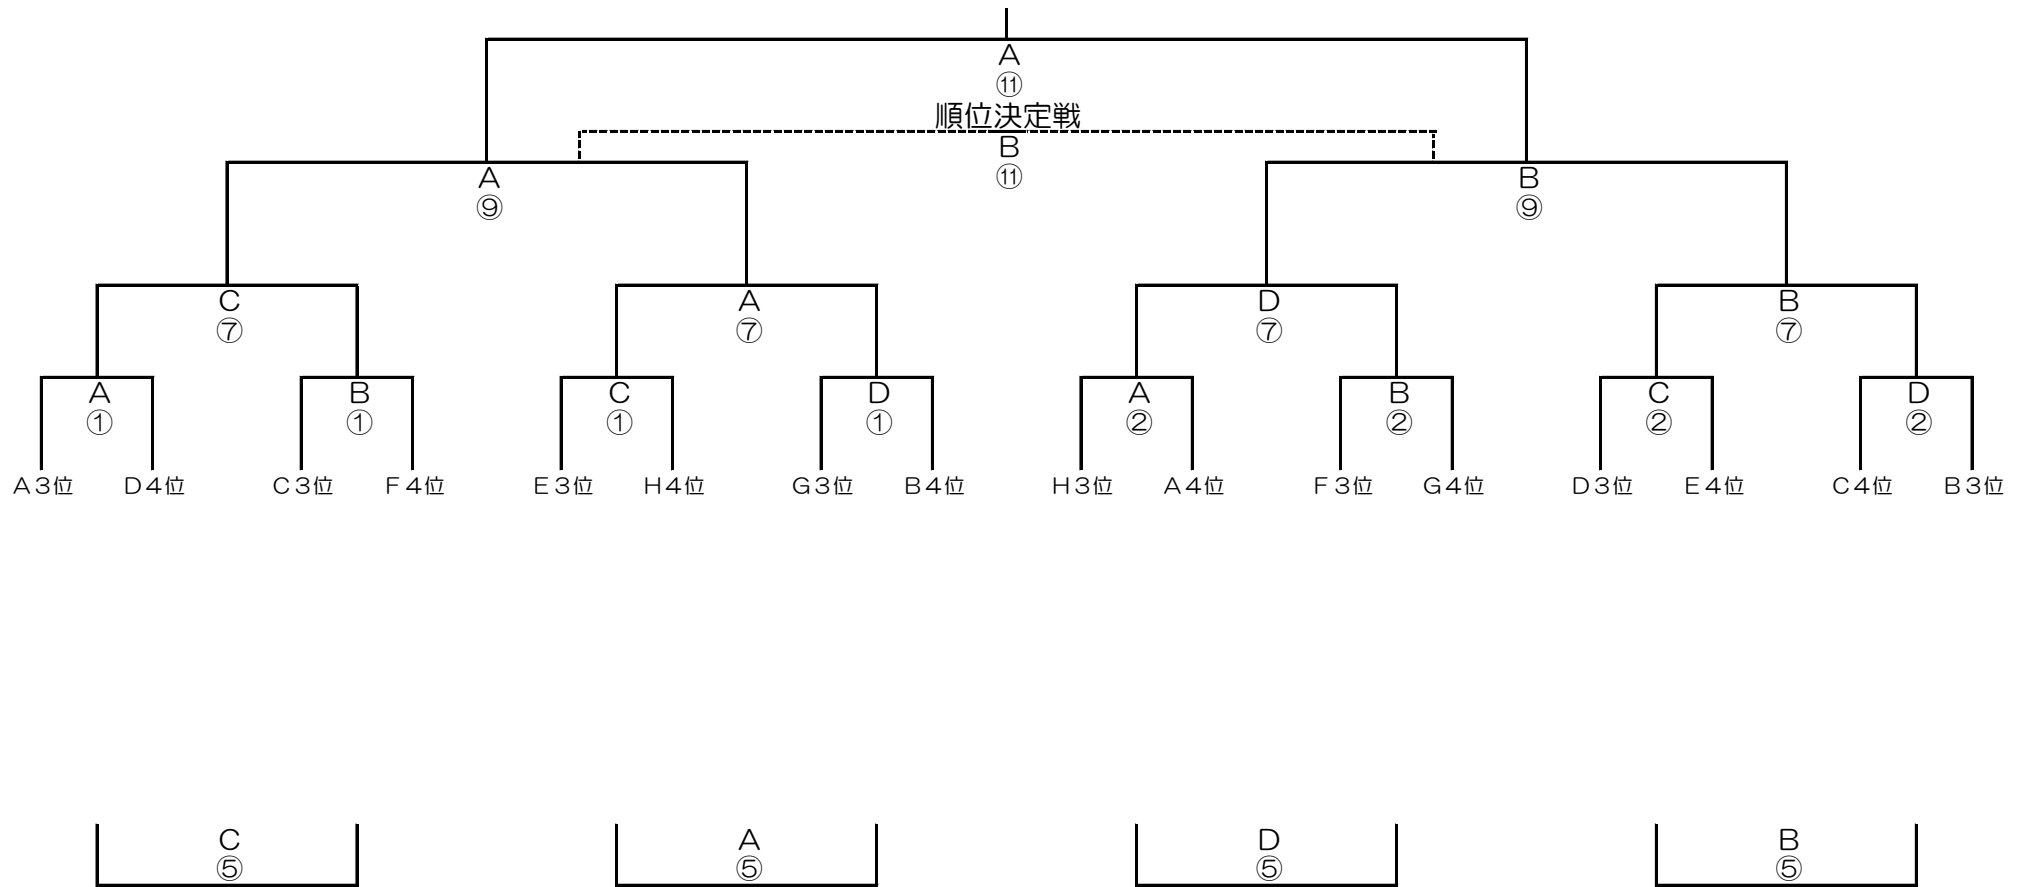 Ａ
⑪
順位決定戦
Ｂ
⑪
Ａ Ｂ
⑨ ⑨
Ｃ Ａ Ｄ Ｂ
⑦ ⑦ ⑦ ⑦
Ａ Ｂ Ｃ Ｄ Ａ Ｂ Ｃ Ｄ
① ① ① ① ② ② ② ②
Ａ３位 Ｄ４位 Ｃ３位 Ｆ４位 Ｅ３位 Ｈ４位 Ｇ３位 Ｂ４位 Ｈ３位 Ａ４位 Ｆ３位 Ｇ４位 Ｄ３位 Ｅ４位 Ｃ４位 Ｂ３位
Ｃ Ａ Ｄ Ｂ
⑤ ⑤ ⑤ ⑤